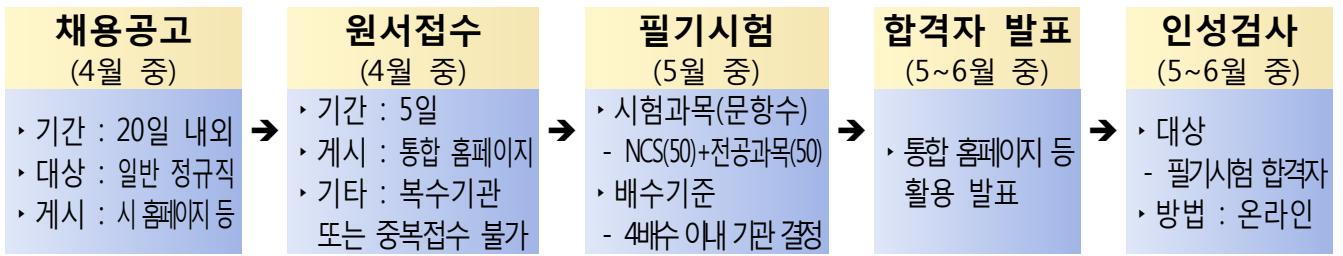 채용공고
(4월 중)
‣ 기간 : 20일 내외
‣ 대상 : 일반 정규직
‣ 게시 : 시 홈페이지 등
➔
원서접수
(4월 중)
‣ 기간 : 5일
‣ 게시 : 통합 홈페이지
‣ 기타 : 복수기관
또는 중복접수 불가
➔
필기시험
(5월 중)
‣ 시험과목(문항수)
- NCS(50)+전공과목(50)
‣ 배수기준
- 4배수 이내 기관 결정
➔
합격자 발표
(5~6월 중)
‣ 통합 홈페이지 등
활용 발표
➔
인성검사
(5~6월 중)
‣ 대상
- 필기시험 합격자
‣ 방법 : 온라인